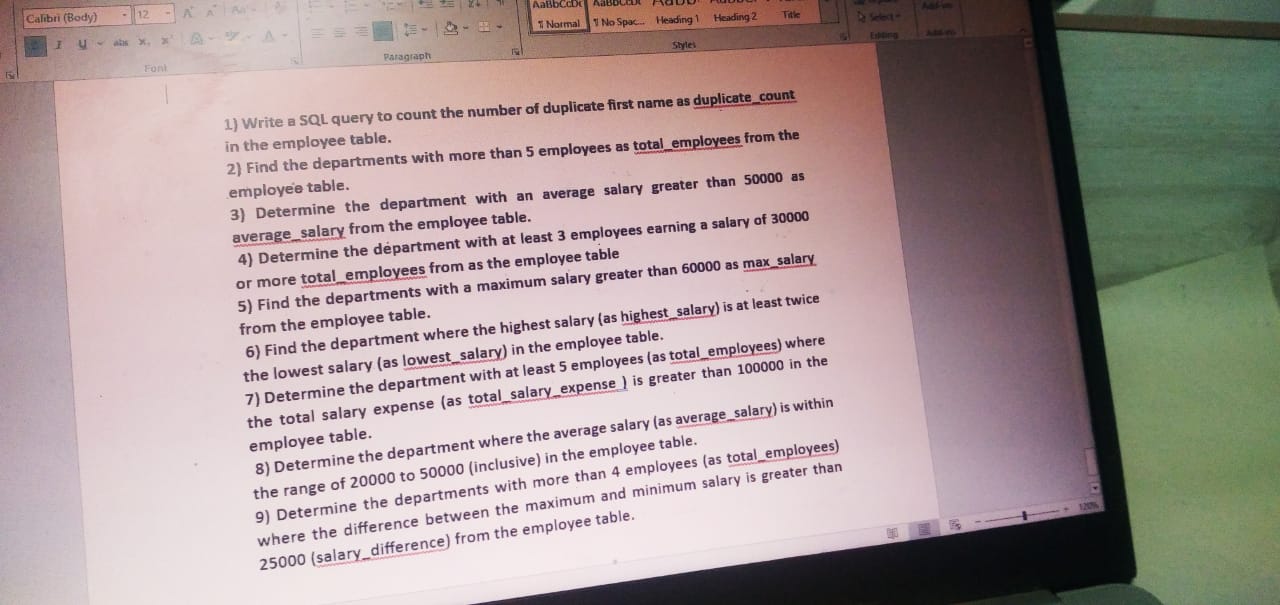 Calibri (Body) 12
AaBbCcDc AaBbCcDc
¶ Normal ¶ No Spac... Heading 1 Heading 2 Title
Select
Editing
Font Paragraph Styles
1) Write a SQL query to count the number of duplicate first name as duplicate_count
in the employee table.
2) Find the departments with more than 5 employees as total_employees from the
employee table.
3) Determine the department with an average salary greater than 50000 as
average_salary from the employee table.
4) Determine the department with at least 3 employees earning a salary of 30000
or more total_employees from as the employee table
5) Find the departments with a maximum salary greater than 60000 as max_salary
from the employee table.
6) Find the department where the highest salary (as highest_salary) is at least twice
the lowest salary (as lowest_salary) in the employee table.
7) Determine the department with at least 5 employees (as total_employees) where
the total salary expense (as total_salary_expense ) is greater than 100000 in the
employee table.
8) Determine the department where the average salary (as average_salary) is within
the range of 20000 to 50000 (inclusive) in the employee table.
9) Determine the departments with more than 4 employees (as total_employees)
where the difference between the maximum and minimum salary is greater than
25000 (salary_difference) from the employee table.
120%